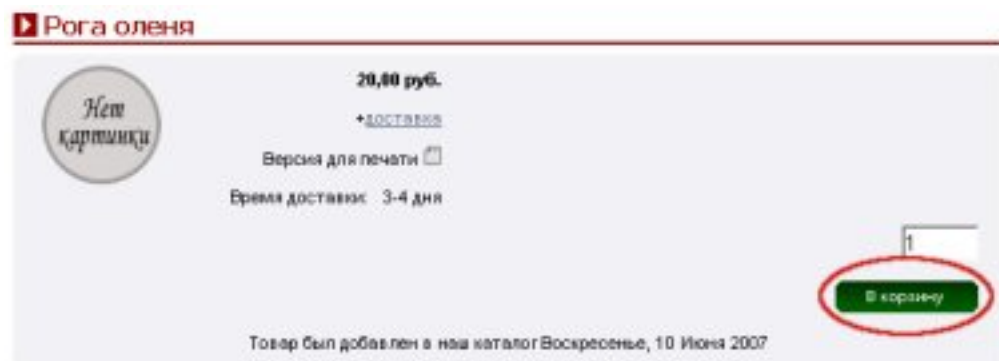 Рога оленя
Нет
картинки
20,00 руб.
+доставка
Версия для печати
Время доставки: 3-4 дня
1
В корзину
Товар был добавлен в наш каталог Воскресенье, 10 Июня 2007